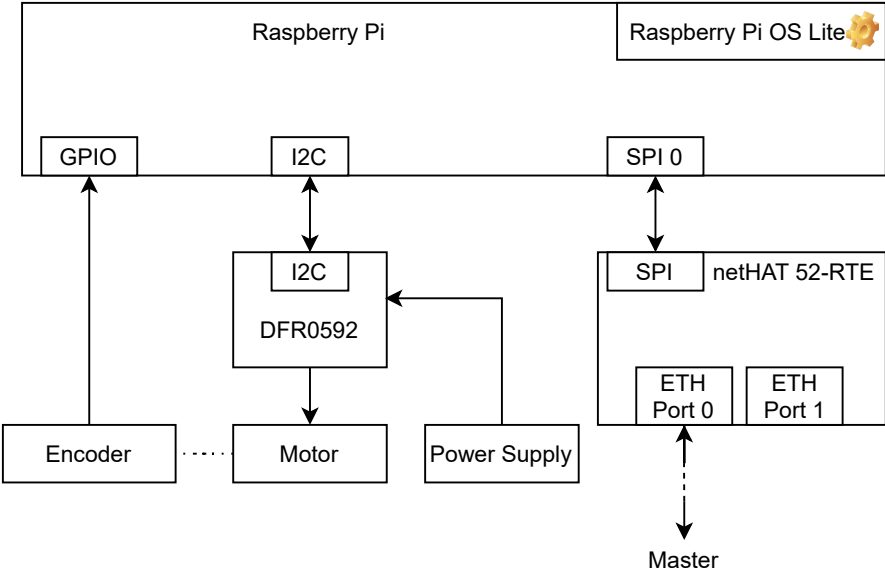 Raspberry Pi
Raspberry Pi OS Lite
GPIO
I2C
SPI 0
I2C
DFR0592
SPI
netHAT 52-RTE
ETH
Port 0
ETH
Port 1
Encoder
Motor
Power Supply
Master